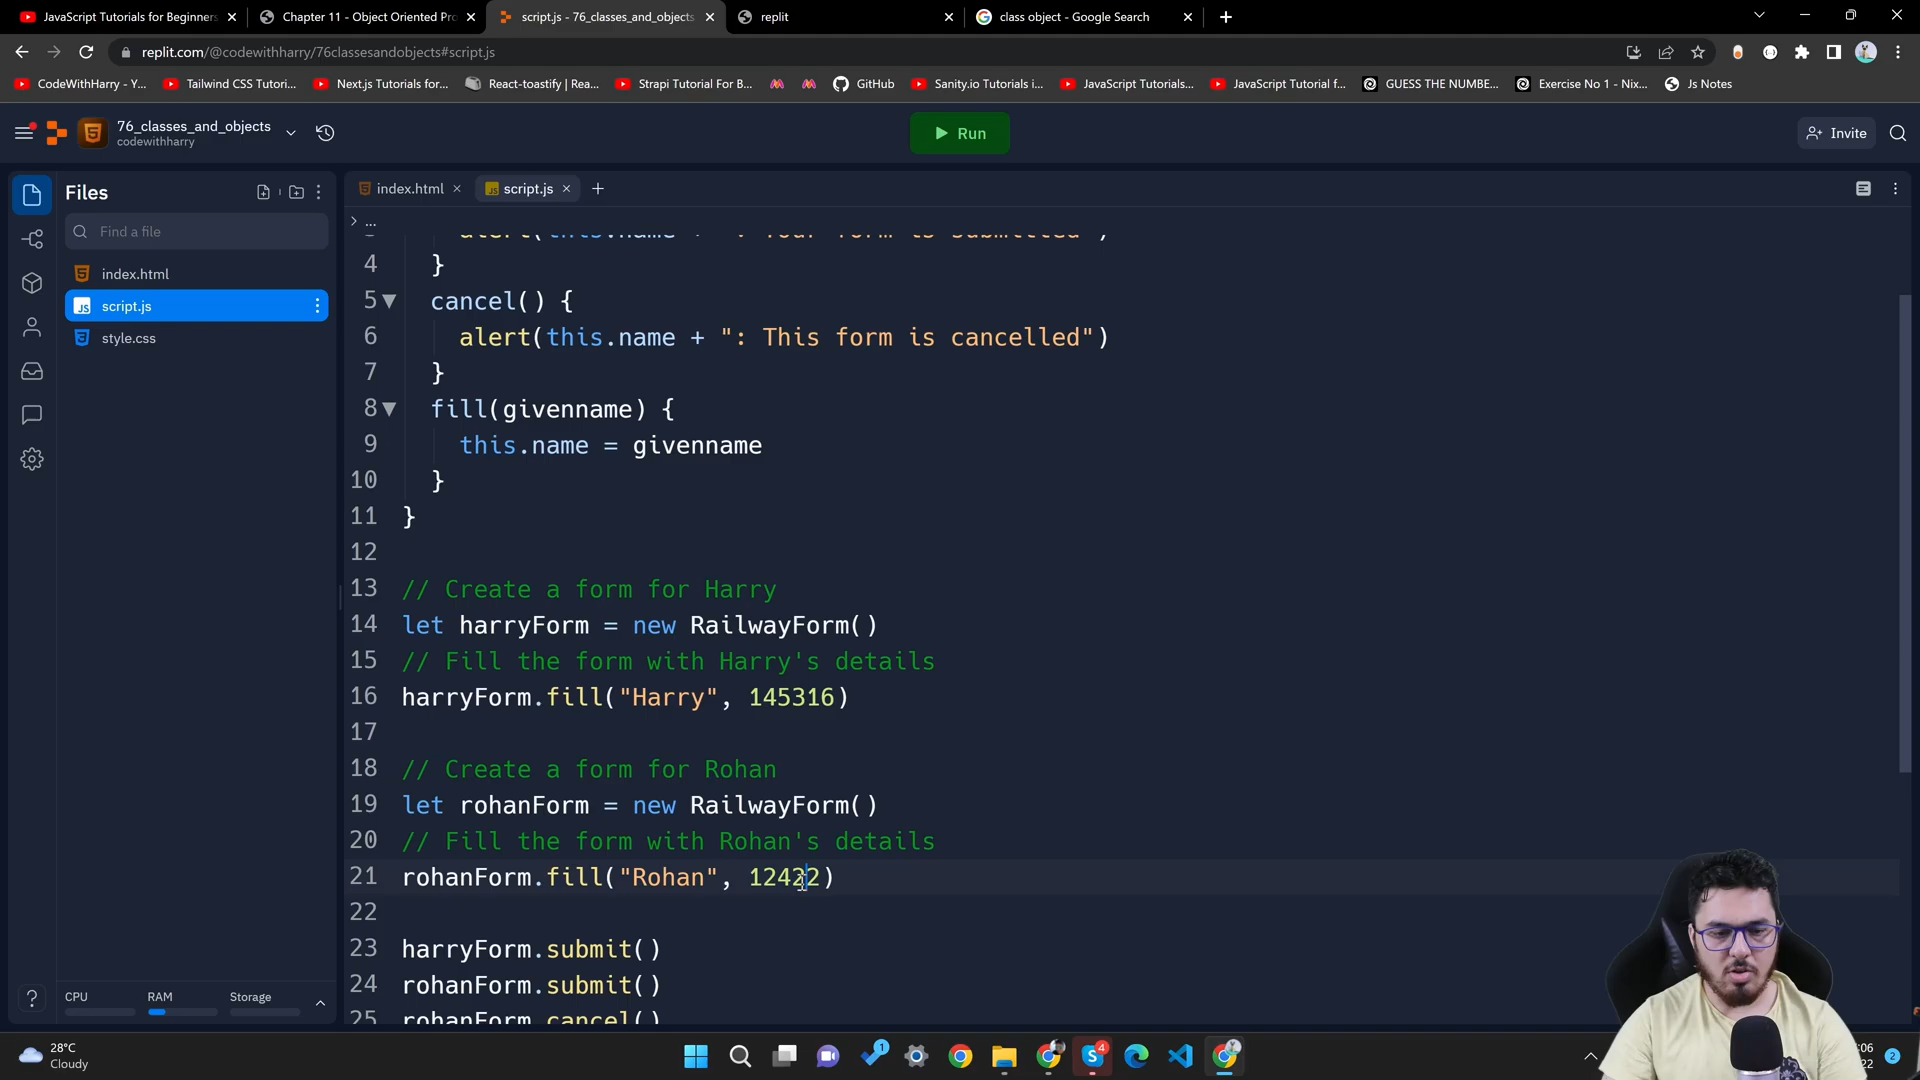 JavaScript Tutorials for Beginners
Chapter 11 - Object Oriented Pro
script.js - 76_classes_and_objects
replit
class object - Google Search
replit.com/@codewithharry/76classesandobjects#script.js
CodeWithHarry - Y...
Tailwind CSS Tutori...
Next.js Tutorials for...
React-toastify | Rea...
Strapi Tutorial For B...
GitHub
Sanity.io Tutorials i...
JavaScript Tutorials...
JavaScript Tutorial f...
GUESS THE NUMBE...
Exercise No 1 - Nix...
Js Notes
76_classes_and_objects
codewithharry
Run
Invite
Files
Find a file
index.html
script.js
style.css
CPU
RAM
Storage
index.html
script.js
...
4 }
5 cancel() {
6 alert(this.name + ": This form is cancelled")
7 }
8 fill(givenname) {
9 this.name = givenname
10 }
11 }
12
13 // Create a form for Harry
14 let harryForm = new RailwayForm()
15 // Fill the form with Harry's details
16 harryForm.fill("Harry", 145316)
17
18 // Create a form for Rohan
19 let rohanForm = new RailwayForm()
20 // Fill the form with Rohan's details
21 rohanForm.fill("Rohan", 12422)
22
23 harryForm.submit()
24 rohanForm.submit()
25 rohanForm.cancel()
28°C
Cloudy
1
4
2